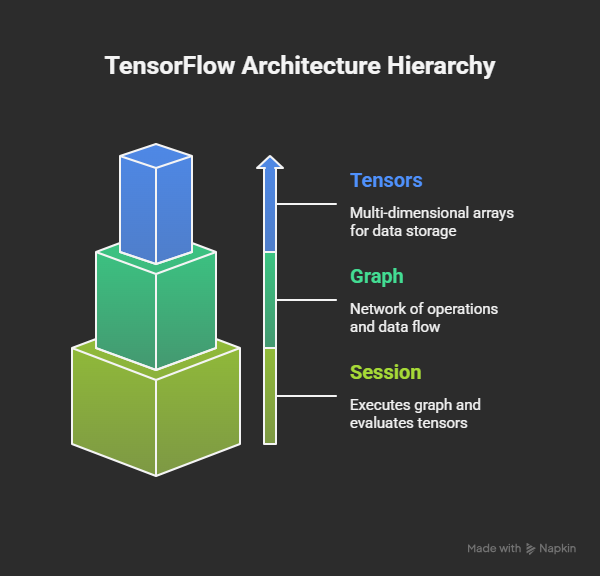 TensorFlow Architecture Hierarchy
Tensors
Multi-dimensional arrays
for data storage
Graph
Network of operations
and data flow
Session
Executes graph and
evaluates tensors
Made with Napkin